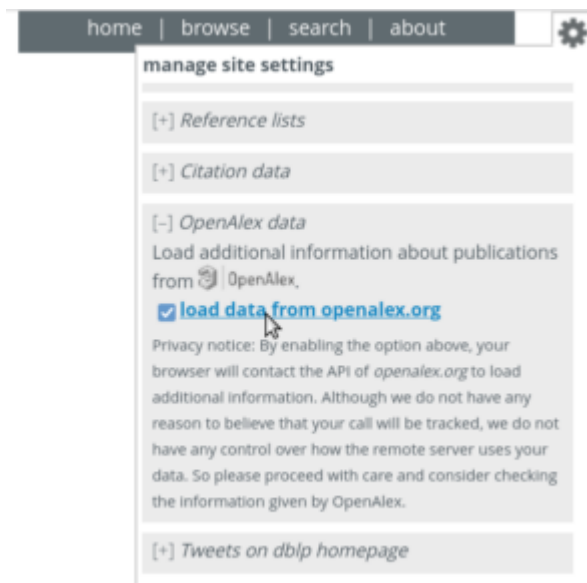 home | browse | search | about
manage site settings
[+] Reference lists
[+] Citation data
[–] OpenAlex data
Load additional information about publications
from OpenAlex.
load data from openalex.org
Privacy notice: By enabling the option above, your
browser will contact the API of openalex.org to load
additional information. Although we do not have any
reason to believe that your call will be tracked, we do not
have any control over how the remote server uses your
data. So please proceed with care and consider checking
the information given by OpenAlex.
[+] Tweets on dblp homepage